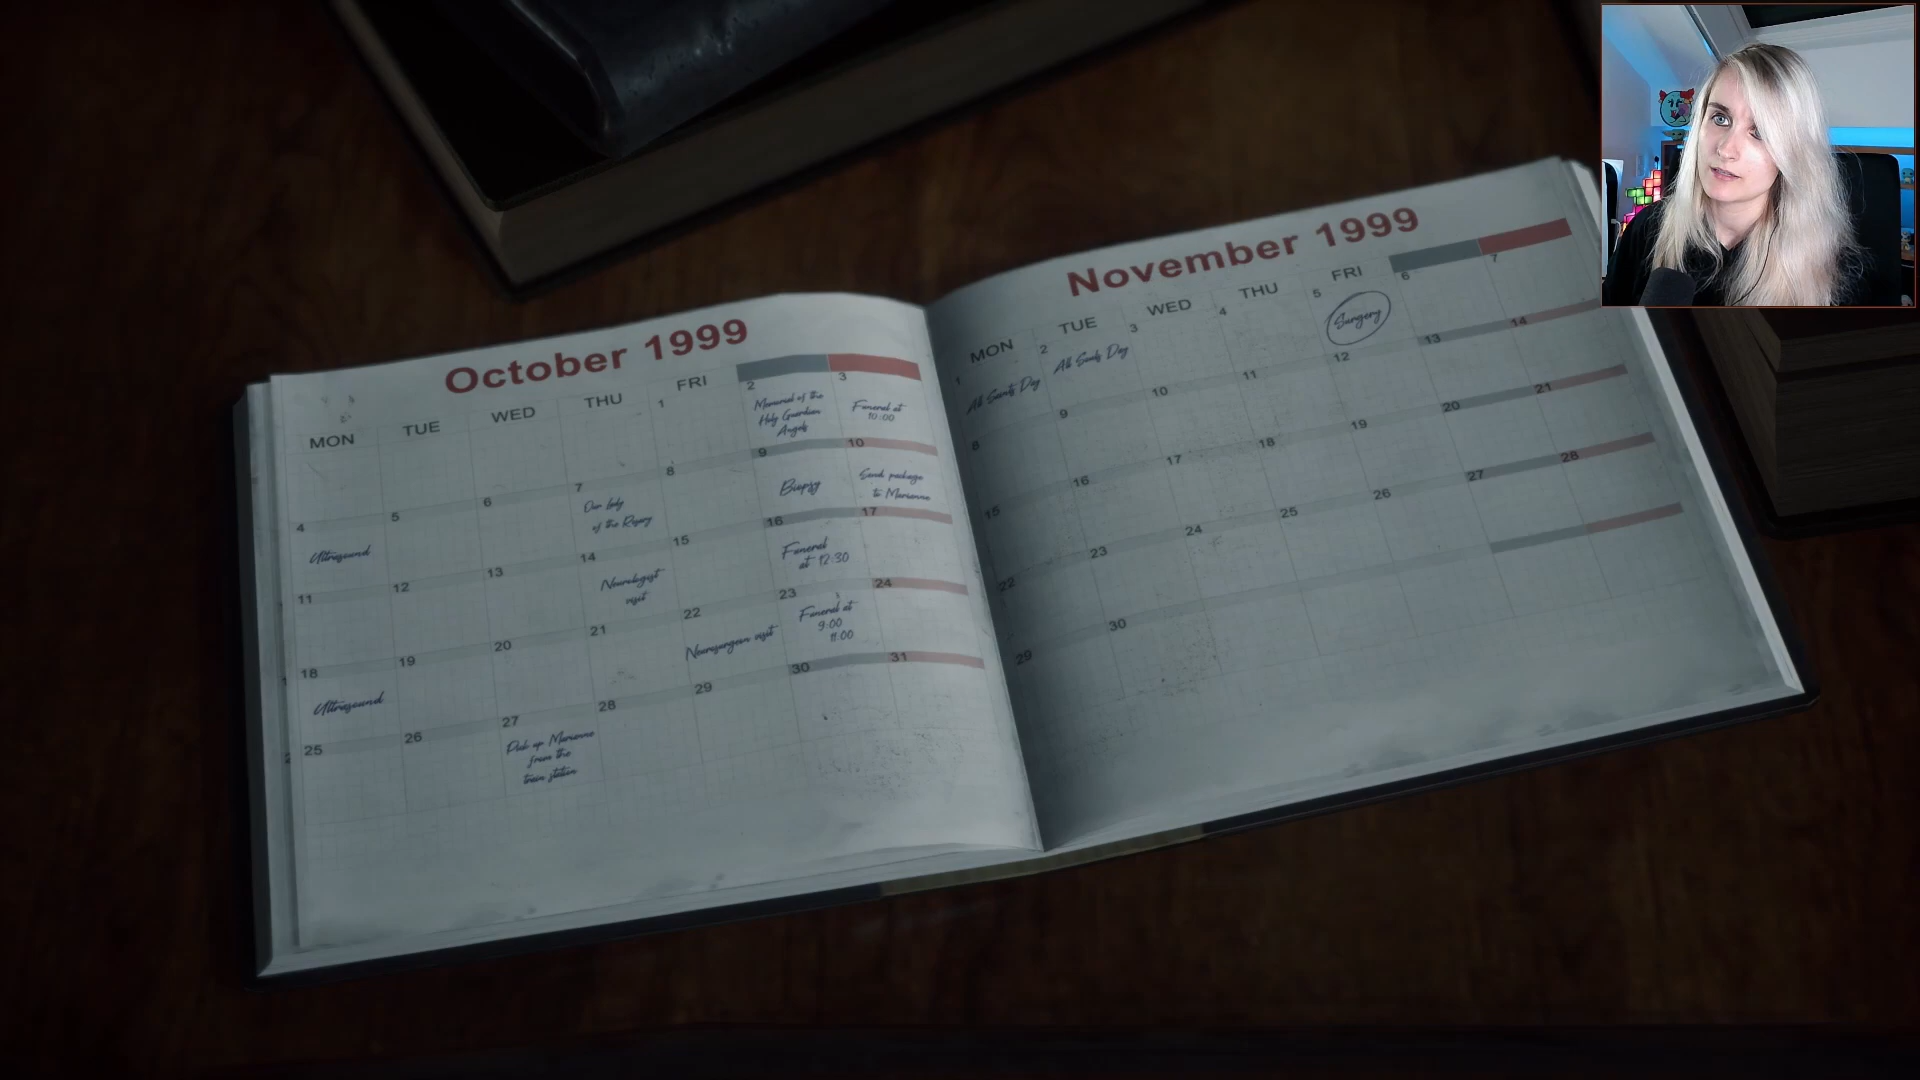 October 1999
MON TUE WED THU FRI
1 2 3
Memorial of the
Holy Guardian
Angels
Funeral at
10:00
4 5 6 7 8 9 10
Ultrasound
Our Lady
of the Rosary
Biopsy
Send package
to Marianne
11 12 13 14 15 16 17
Neurologist
visit
Funeral
at 12:30
18 19 20 21 22 23 24
Ultrasound
Neurosurgeon visit
Funeral at
9:00
11:00
25 26 27 28 29 30 31
Pick up Marianne
from the
train station
November 1999
MON TUE WED THU FRI
1 2 3 4 5 6 7
All Saints Day
All Souls Day
Surgery
8 9 10 11 12 13 14
15 16 17 18 19 20 21
22 23 24 25 26 27 28
29 30